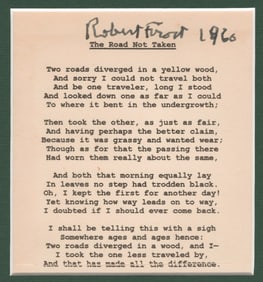 Robert Frost 1960
The Road Not Taken
Two roads diverged in a yellow wood,
And sorry I could not travel both
And be one traveler, long I stood
And looked down one as far as I could
To where it bent in the undergrowth;
Then took the other, as just as fair,
And having perhaps the better claim,
Because it was grassy and wanted wear;
Though as for that the passing there
Had worn them really about the same,
And both that morning equally lay
In leaves no step had trodden black.
Oh, I kept the first for another day!
Yet knowing how way leads on to way,
I doubted if I should ever come back.
I shall be telling this with a sigh
Somewhere ages and ages hence:
Two roads diverged in a wood, and I—
I took the one less traveled by,
And that has made all the difference.